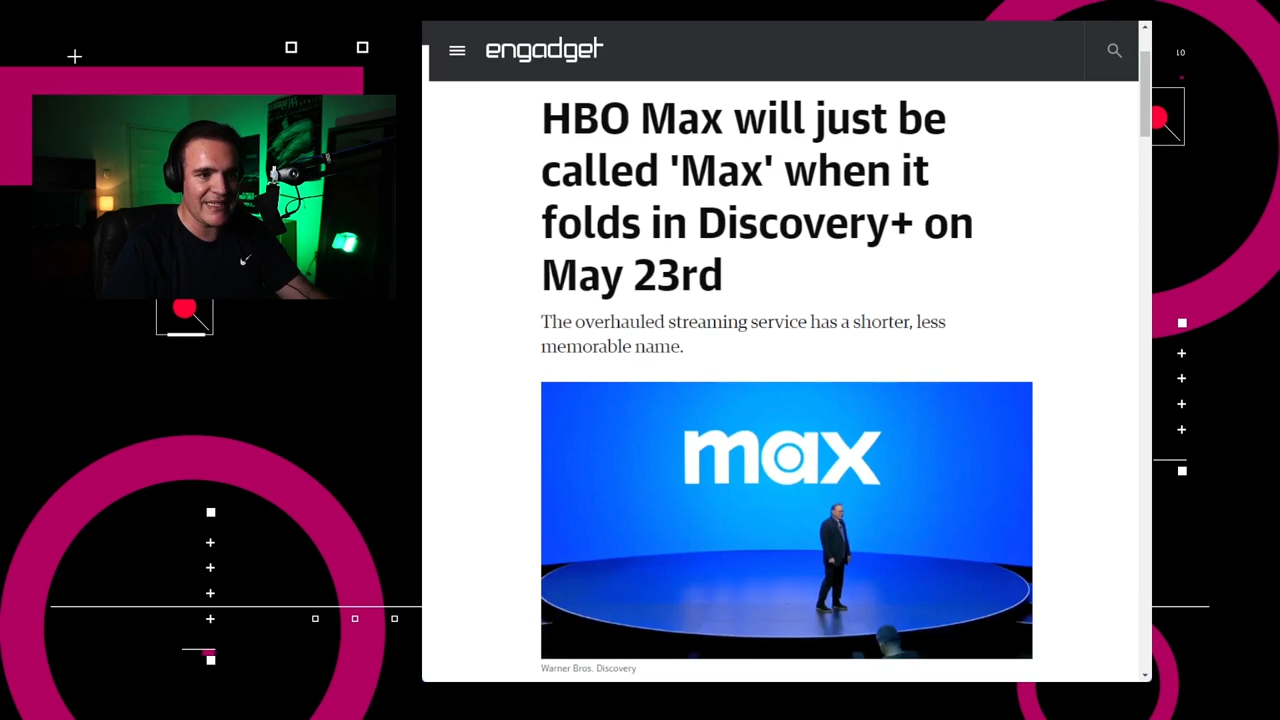 engadget
10
HBO Max will just be
called 'Max' when it
folds in Discovery+ on
May 23rd
The overhauled streaming service has a shorter, less
memorable name.
max
Warner Bros. Discovery